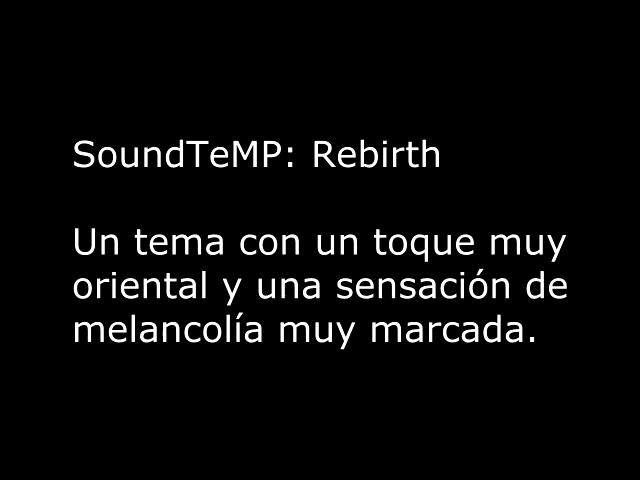 SoundTeMP: Rebirth
Un tema con un toque muy
oriental y una sensación de
melancolía muy marcada.